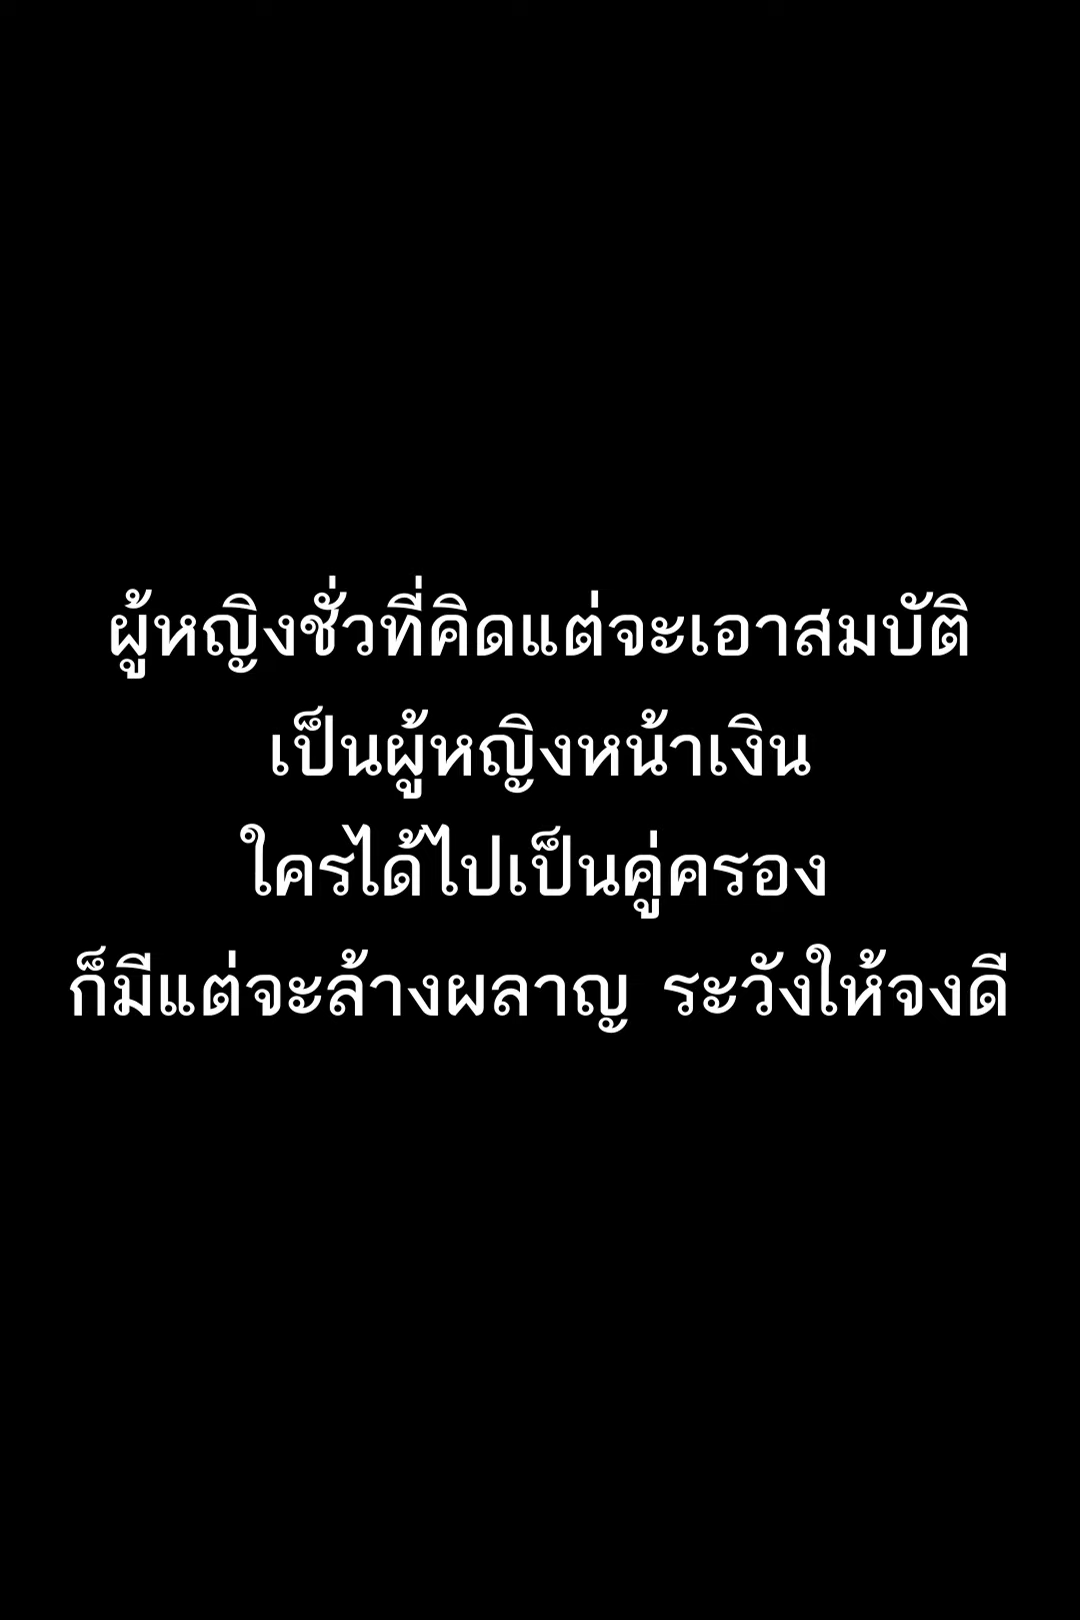 ผู้หญิงชั่วที่คิดแต่จะเอาสมบัติ
เป็นผู้หญิงหน้าเงิน
ใครได้ไปเป็นคู่ครอง
ก็มีแต่จะล้างผลาญ ระวังให้จงดี